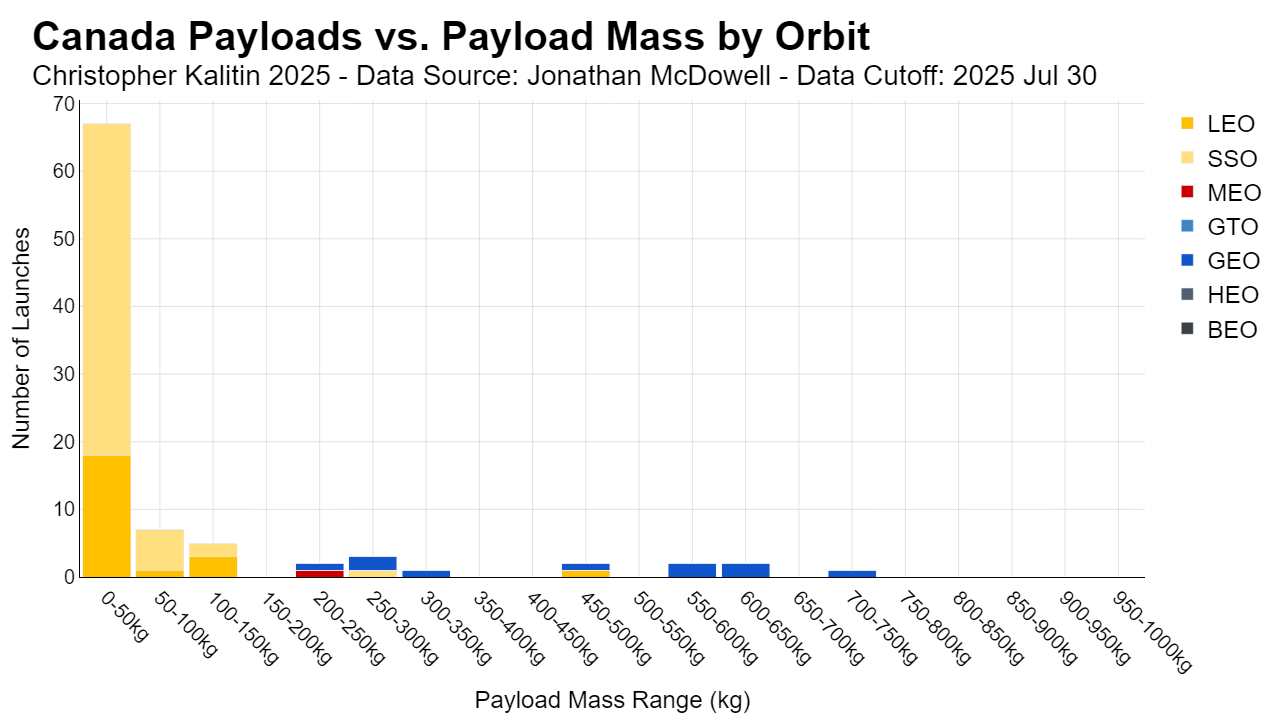 Canada Payloads vs. Payload Mass by Orbit
Christopher Kalitin 2025 - Data Source: Jonathan McDowell - Data Cutoff: 2025 Jul 30
Number of Launches
70
60
50
40
30
20
10
0
0-50kg
50-100kg
100-150kg
150-200kg
200-250kg
250-300kg
300-350kg
350-400kg
400-450kg
450-500kg
500-550kg
550-600kg
600-650kg
650-700kg
700-750kg
750-800kg
800-850kg
850-900kg
900-950kg
950-1000kg
Payload Mass Range (kg)
LEO
SSO
MEO
GTO
GEO
HEO
BEO